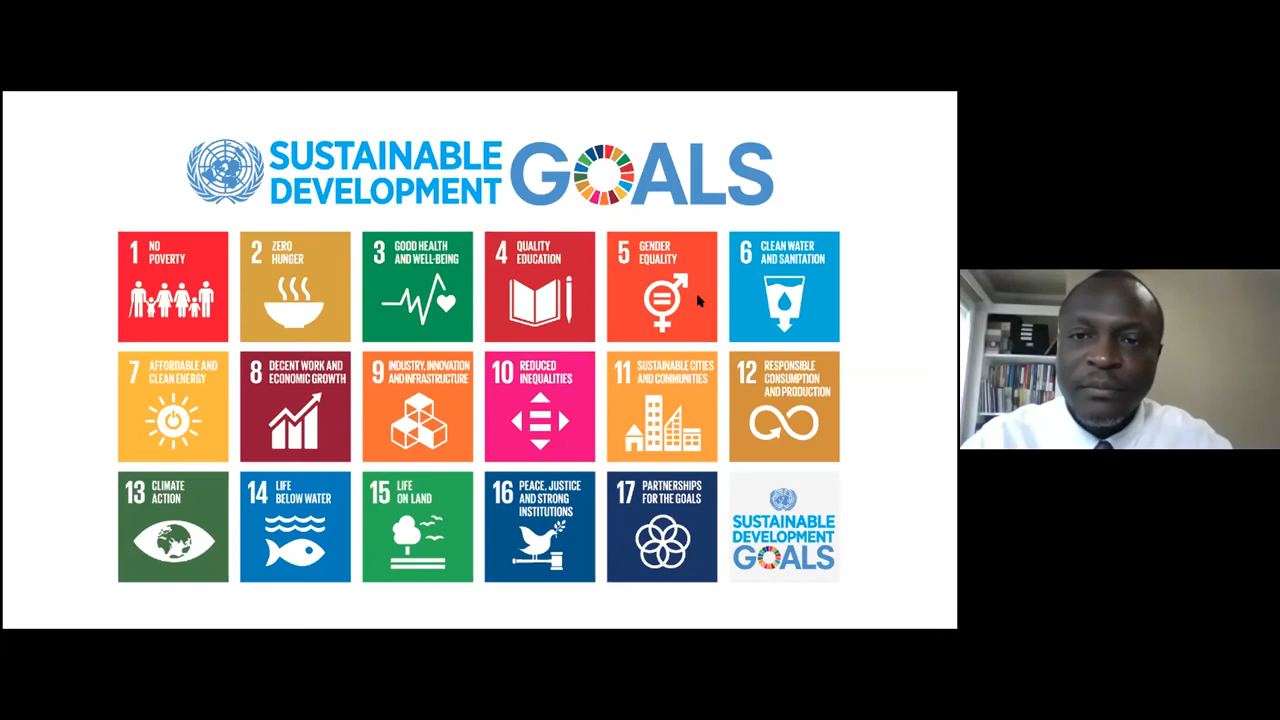 SUSTAINABLE
DEVELOPMENT
GOALS
1 NO
POVERTY
2 ZERO
HUNGER
3 GOOD HEALTH
AND WELL-BEING
4 QUALITY
EDUCATION
5 GENDER
EQUALITY
6 CLEAN WATER
AND SANITATION
7 AFFORDABLE AND
CLEAN ENERGY
8 DECENT WORK AND
ECONOMIC GROWTH
9 INDUSTRY, INNOVATION
AND INFRASTRUCTURE
10 REDUCED
INEQUALITIES
11 SUSTAINABLE CITIES
AND COMMUNITIES
12 RESPONSIBLE
CONSUMPTION
AND PRODUCTION
13 CLIMATE
ACTION
14 LIFE
BELOW WATER
15 LIFE
ON LAND
16 PEACE, JUSTICE
AND STRONG
INSTITUTIONS
17 PARTNERSHIPS
FOR THE GOALS
SUSTAINABLE
DEVELOPMENT
GOALS